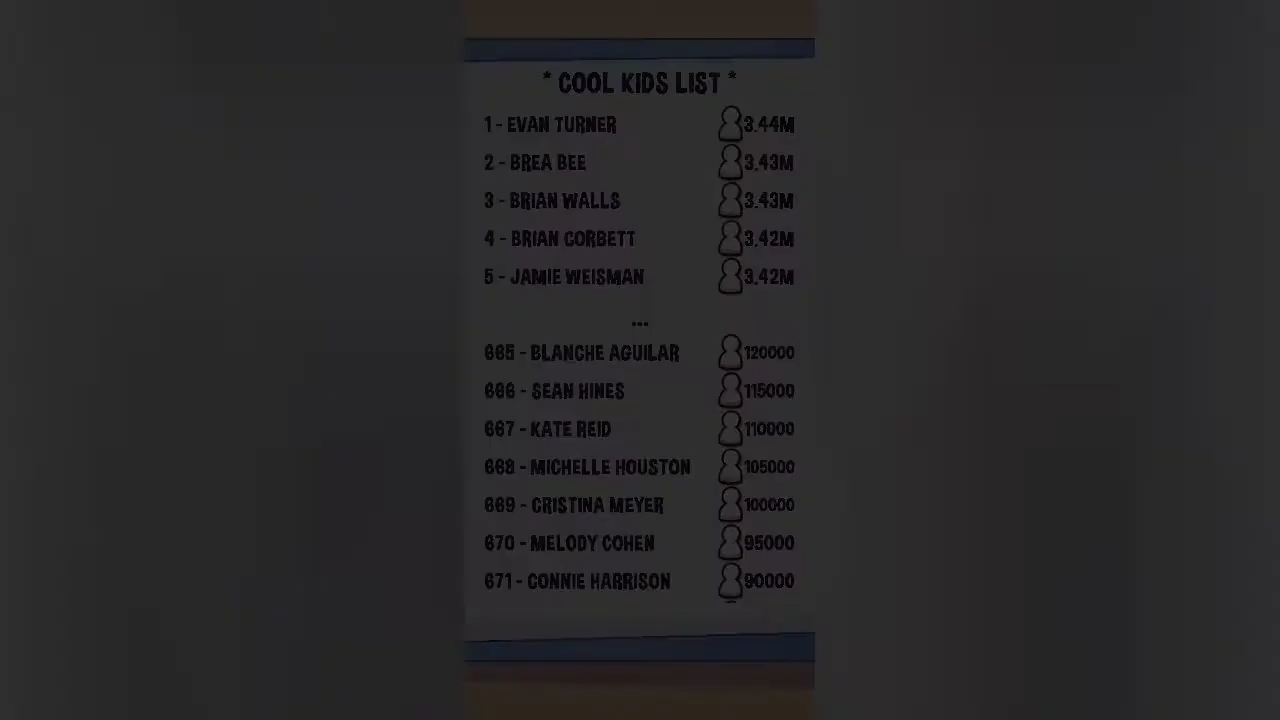 * COOL KIDS LIST *
1 - EVAN TURNER 3.44M
2 - BREA BEE 3.43M
3 - BRIAN WALLS 3.43M
4 - BRIAN CORBETT 3.42M
5 - JAMIE WEISMAN 3.42M
...
665 - BLANCHE AGUILAR 120000
666 - SEAN HINES 115000
667 - KATE REID 110000
668 - MICHELLE HOUSTON 105000
669 - CRISTINA MEYER 100000
670 - MELODY COHEN 95000
671 - CONNIE HARRISON 90000